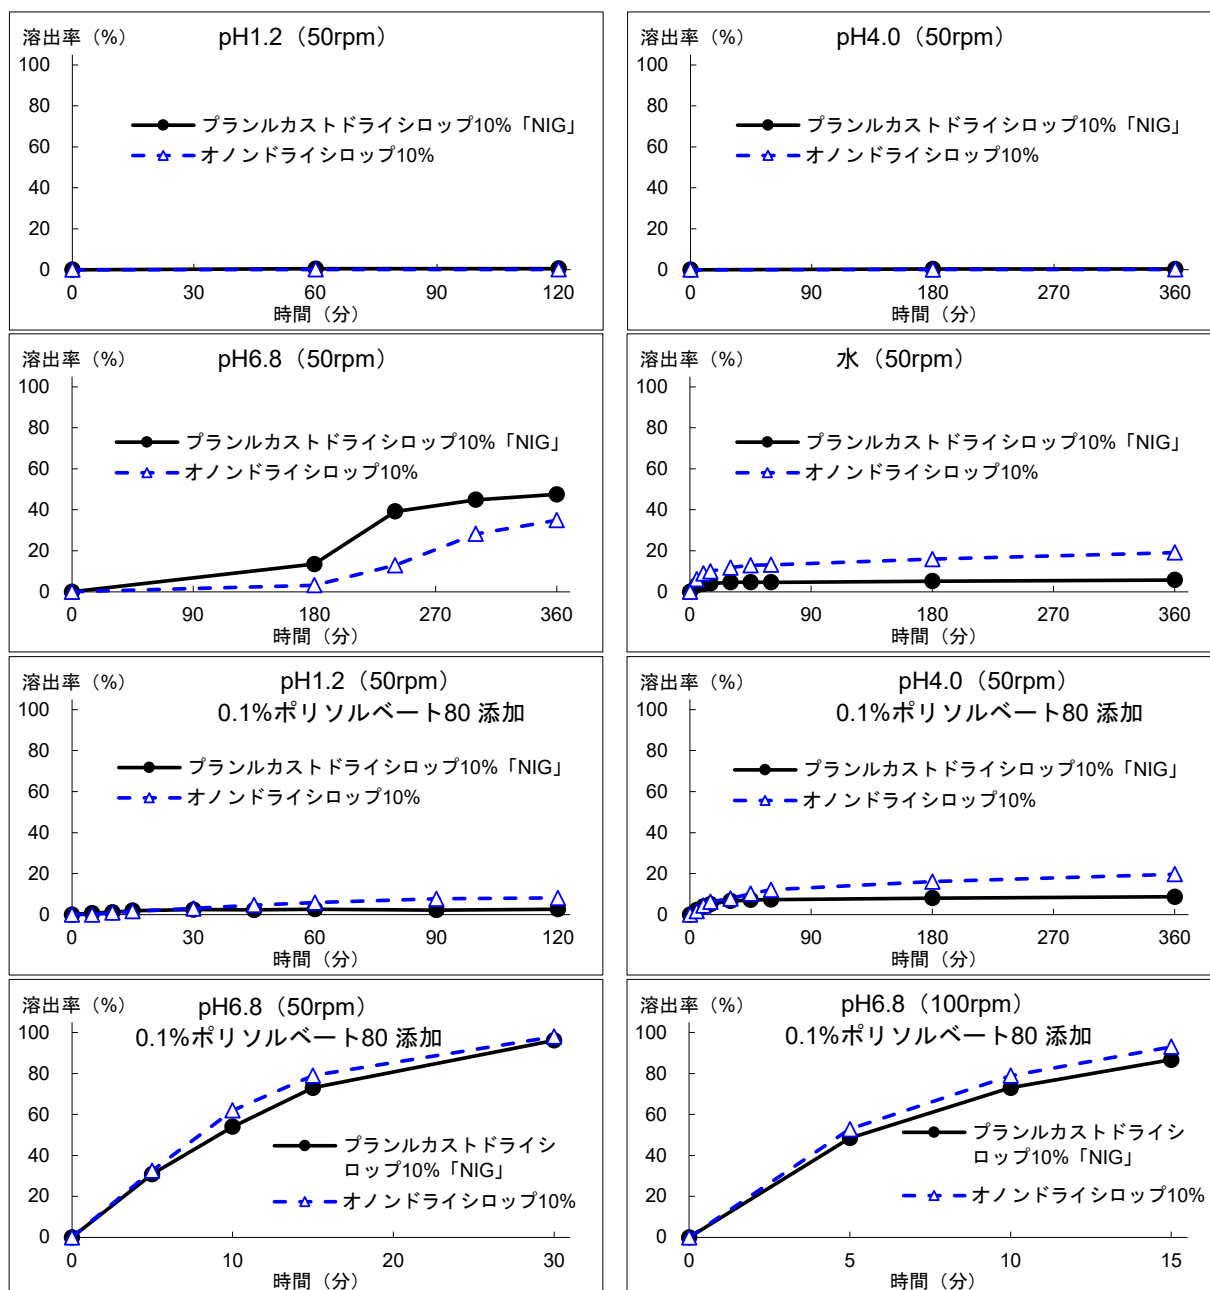 溶出率（%）
pH1.2（50rpm）
100
80
60
40
20
0
プランルカストドライシロップ10%「NIG」
オノンドライシロップ10%
0
30
60
90
120
時間（分）
溶出率（%）
pH4.0（50rpm）
100
80
60
40
20
0
プランルカストドライシロップ10%「NIG」
オノンドライシロップ10%
0
90
180
270
360
時間（分）
溶出率（%）
pH6.8（50rpm）
100
80
60
40
20
0
プランルカストドライシロップ10%「NIG」
オノンドライシロップ10%
0
90
180
270
360
時間（分）
溶出率（%）
水（50rpm）
100
80
60
40
20
0
プランルカストドライシロップ10%「NIG」
オノンドライシロップ10%
0
90
180
270
360
時間（分）
溶出率（%）
pH1.2（50rpm）
0.1%ポリソルベート80 添加
100
80
60
40
20
0
プランルカストドライシロップ10%「NIG」
オノンドライシロップ10%
0
30
60
90
120
時間（分）
溶出率（%）
pH4.0（50rpm）
0.1%ポリソルベート80 添加
100
80
60
40
20
0
プランルカストドライシロップ10%「NIG」
オノンドライシロップ10%
0
90
180
270
360
時間（分）
溶出率（%）
pH6.8（50rpm）
0.1%ポリソルベート80 添加
100
80
60
40
20
0
プランルカストドライシ
ロップ10%「NIG」
オノンドライシロップ10%
0
10
20
30
時間（分）
溶出率（%）
pH6.8（100rpm）
0.1%ポリソルベート80 添加
100
80
60
40
20
0
プランルカストドライシ
ロップ10%「NIG」
オノンドライシロップ10%
0
5
10
15
時間（分）